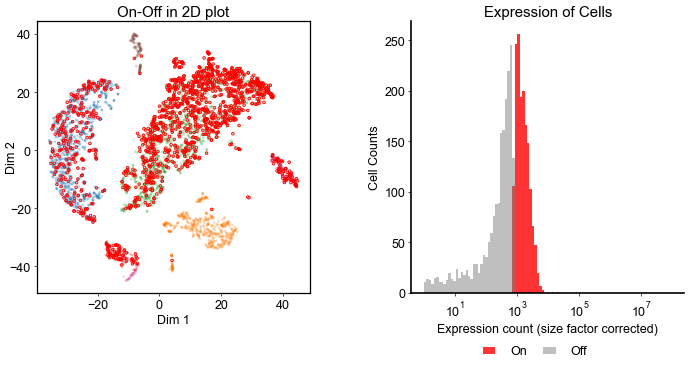 On-Off in 2D plot
40
20
0
−20
−40
Dim 2
−20
0
20
40
Dim 1
Expression of Cells
250
200
150
100
50
0
Cell Counts
10^1
10^3
10^5
10^7
Expression count (size factor corrected)
On
Off